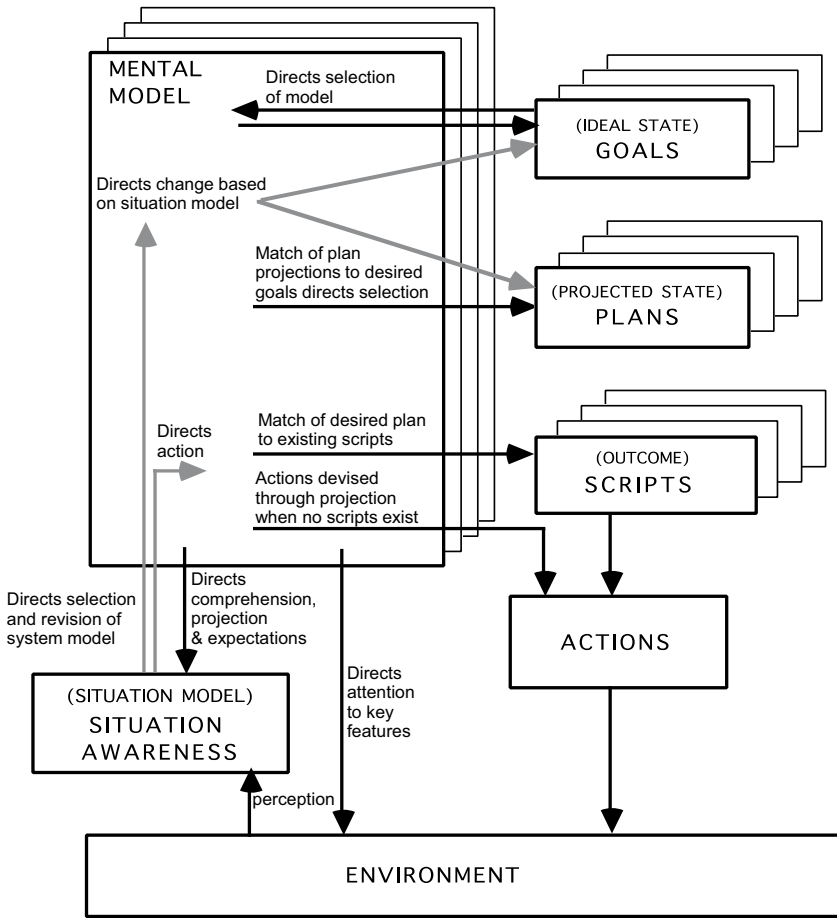 MENTAL
MODEL
Directs selection
of model
(IDEAL STATE)
GOALS
Directs change based
on situation model
Match of plan
projections to desired
goals directs selection
(PROJECTED STATE)
PLANS
Directs
action
Match of desired plan
to existing scripts
(OUTCOME)
SCRIPTS
Actions devised
through projection
when no scripts exist
Directs selection
and revision of
system model
Directs
comprehension,
projection
& expectations
ACTIONS
(SITUATION MODEL)
SITUATION
AWARENESS
Directs
attention
to key
features
perception
ENVIRONMENT